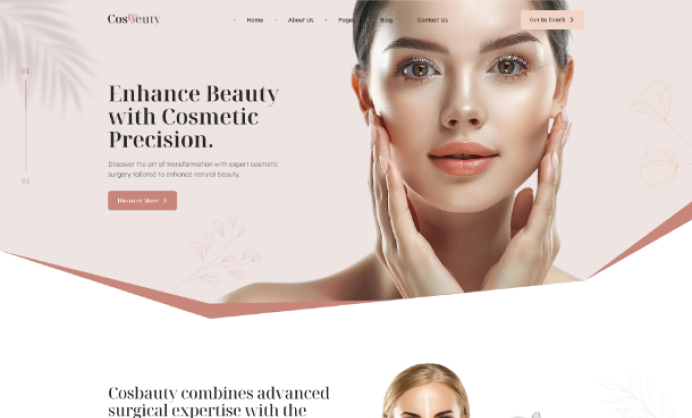 CosBeuty
Home
About Us
Pages
Blog
Contact Us
Get In Touch
01
Enhance Beauty
with Cosmetic
Precision.
Discover the art of transformation with expert cosmetic
surgery tailored to enhance natural beauty.
03
Discover More
Cosbauty combines advanced
surgical expertise with the